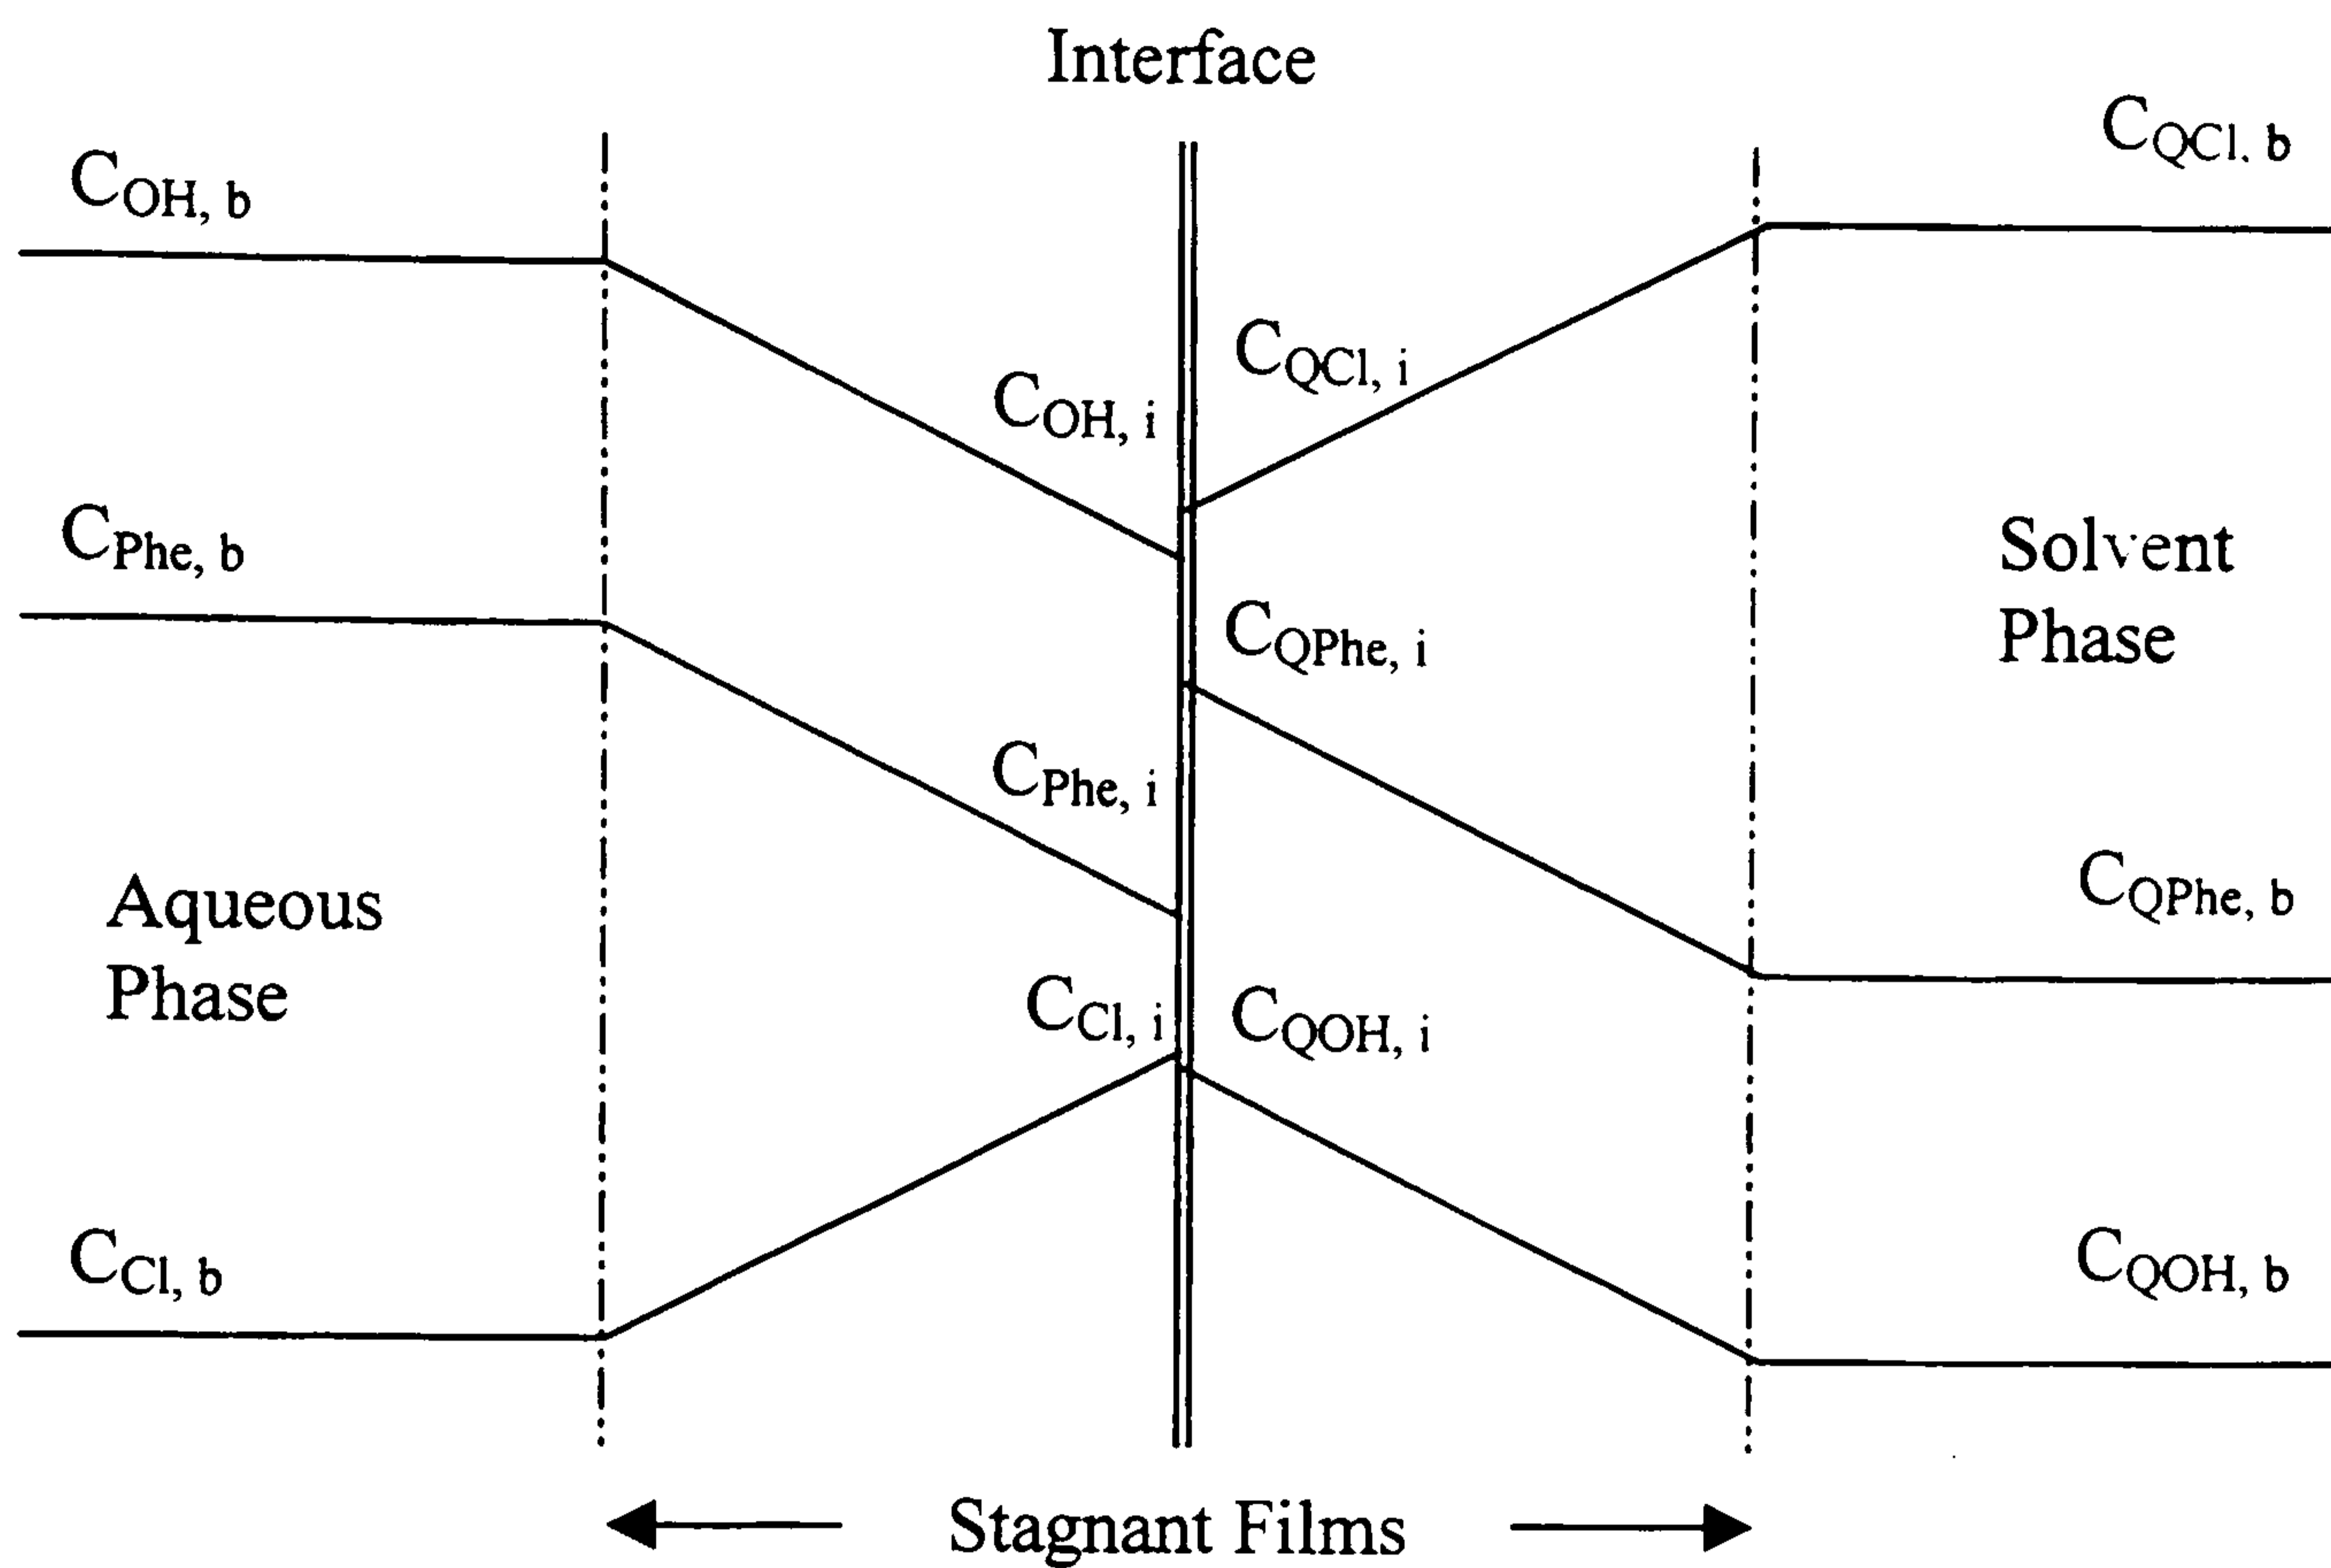 Interface
C_QCl, b
C_OH, b
C_QCl, i
C_OH, i
C_Phe, b
Solvent
Phase
C_QPhe, i
C_Phe, i
C_QPhe, b
Aqueous
Phase
C_Cl, i
C_QOH, i
C_Cl, b
C_QOH, b
Stagnant Films